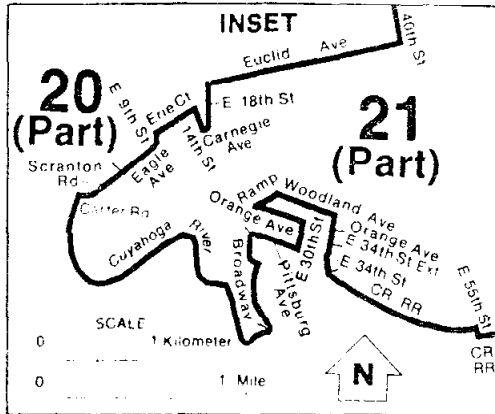 INSET
40th St
Euclid Ave
20
(Part)
E 9th St
Erie Ct
E 18th St
14th St
Carnegie
Ave
21
(Part)
Eagle
Ave
Scranton
Rd
Carter Rd
Cuyahoga River
Ramp
Woodland Ave
Orange Ave
Orange Ave
E 34th St Ext
E 34th St
E 30th St
Broadway
Pittsburg
Ave
CR RR
E 55th St
CR
RR
SCALE
0 1 Kilometer
0 1 Mile
N